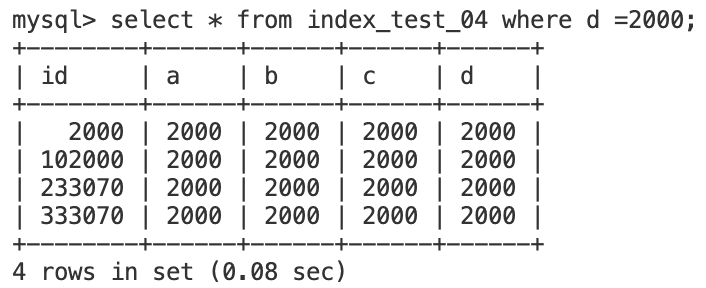 mysql> select * from index_test_04 where d =2000;
+--------+------+------+------+------+
| id     | a    | b    | c    | d    |
+--------+------+------+------+------+
|   2000 | 2000 | 2000 | 2000 | 2000 |
| 102000 | 2000 | 2000 | 2000 | 2000 |
| 233070 | 2000 | 2000 | 2000 | 2000 |
| 333070 | 2000 | 2000 | 2000 | 2000 |
+--------+------+------+------+------+
4 rows in set (0.08 sec)